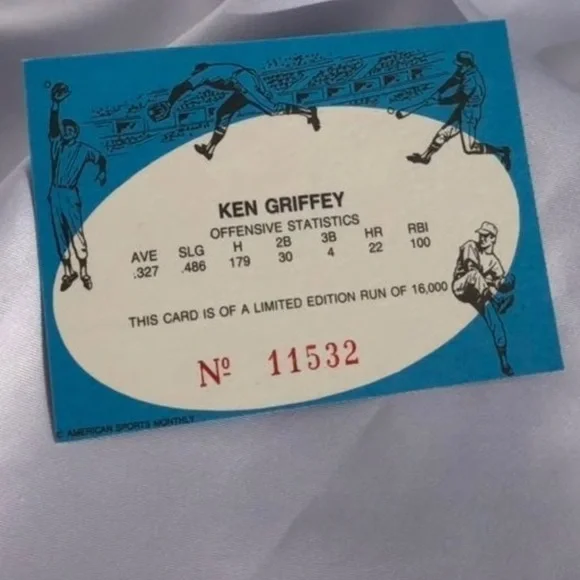 KEN GRIFFEY
OFFENSIVE STATISTICS
AVE SLG H 2B 3B HR RBI
.327 .486 179 30 4 22 100
THIS CARD IS OF A LIMITED EDITION RUN OF 16,000
Nº 11532
© AMERICAN SPORTS MONTHLY